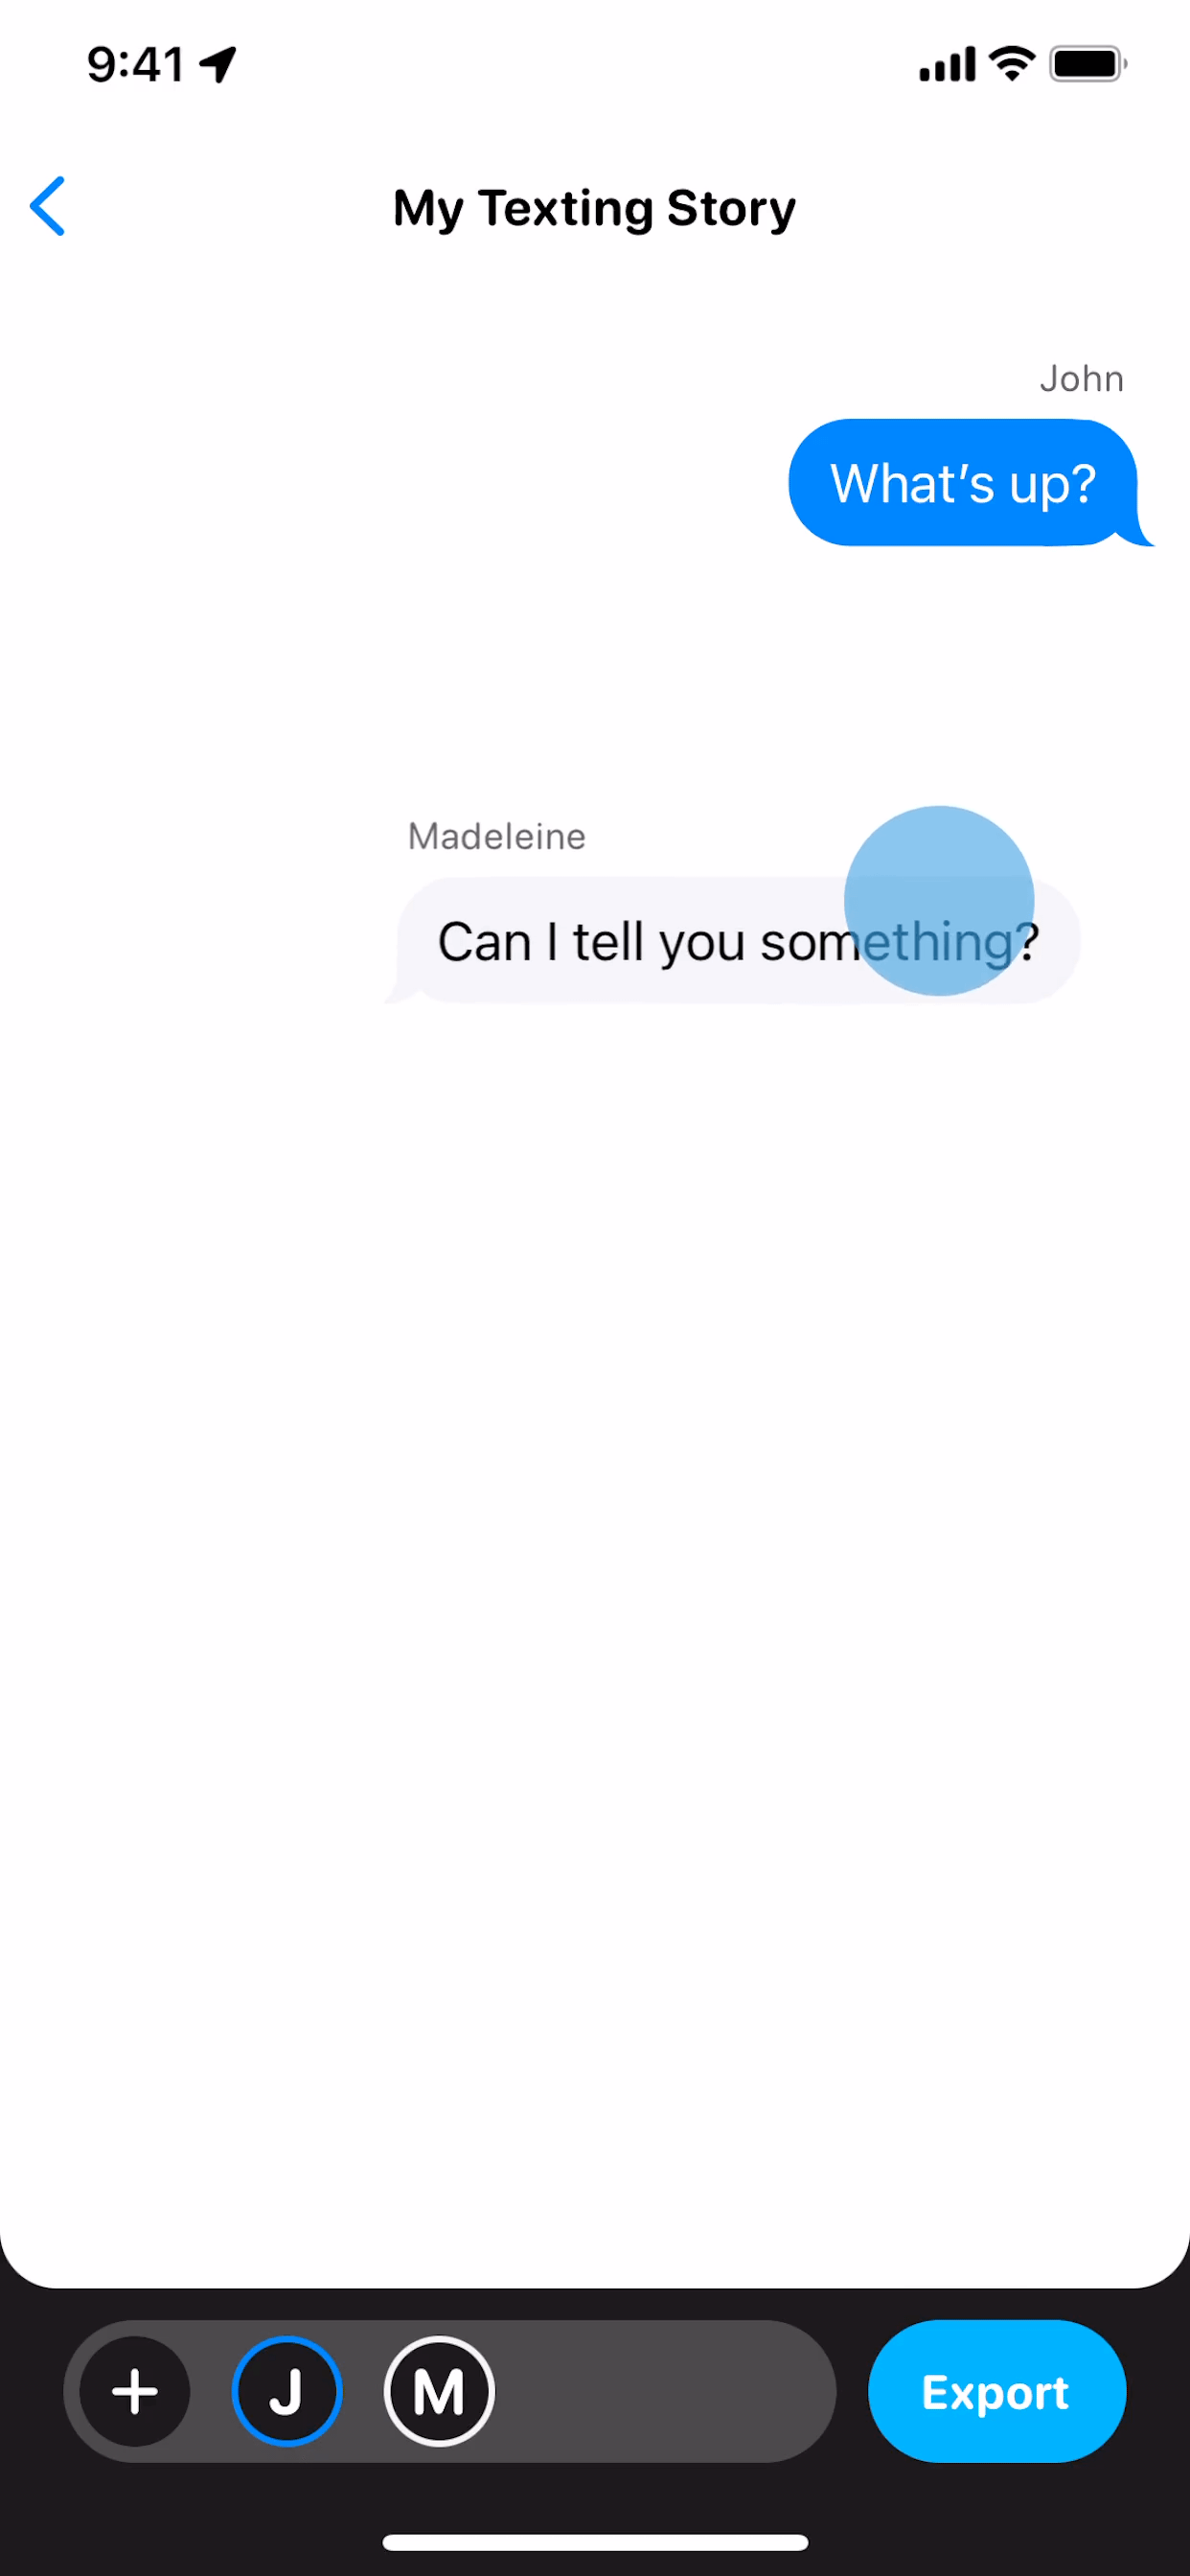 9:41
My Texting Story
John
What’s up?
Madeleine
Can I tell you something?
J
M
Export